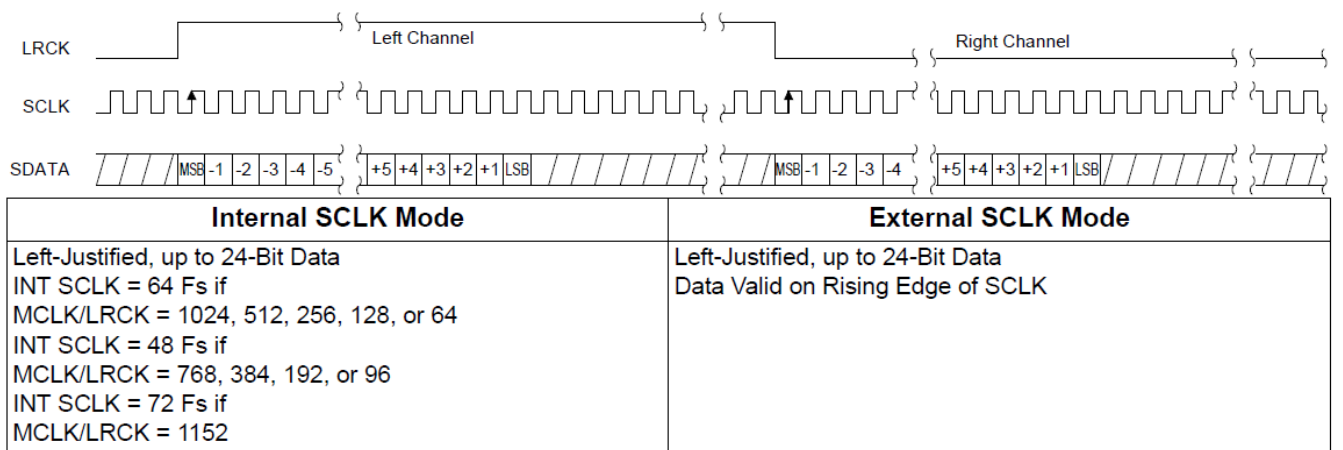 LRCK Left Channel Right Channel
SCLK
SDATA MSB -1 -2 -3 -4 -5 +5 +4 +3 +2 +1 LSB MSB -1 -2 -3 -4 +5 +4 +3 +2 +1 LSB
Internal SCLK Mode
External SCLK Mode
Left-Justified, up to 24-Bit Data
INT SCLK = 64 Fs if
MCLK/LRCK = 1024, 512, 256, 128, or 64
INT SCLK = 48 Fs if
MCLK/LRCK = 768, 384, 192, or 96
INT SCLK = 72 Fs if
MCLK/LRCK = 1152
Left-Justified, up to 24-Bit Data
Data Valid on Rising Edge of SCLK